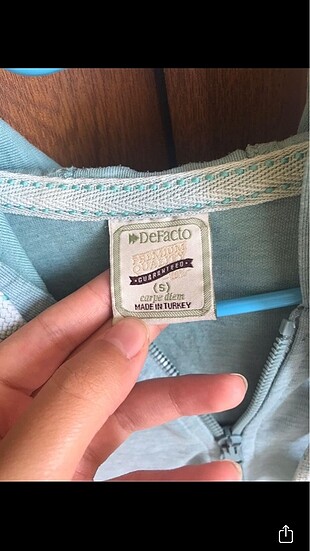 DeFacto
GUARANTEED
(S)
carpe diem
MADE IN TURKEY